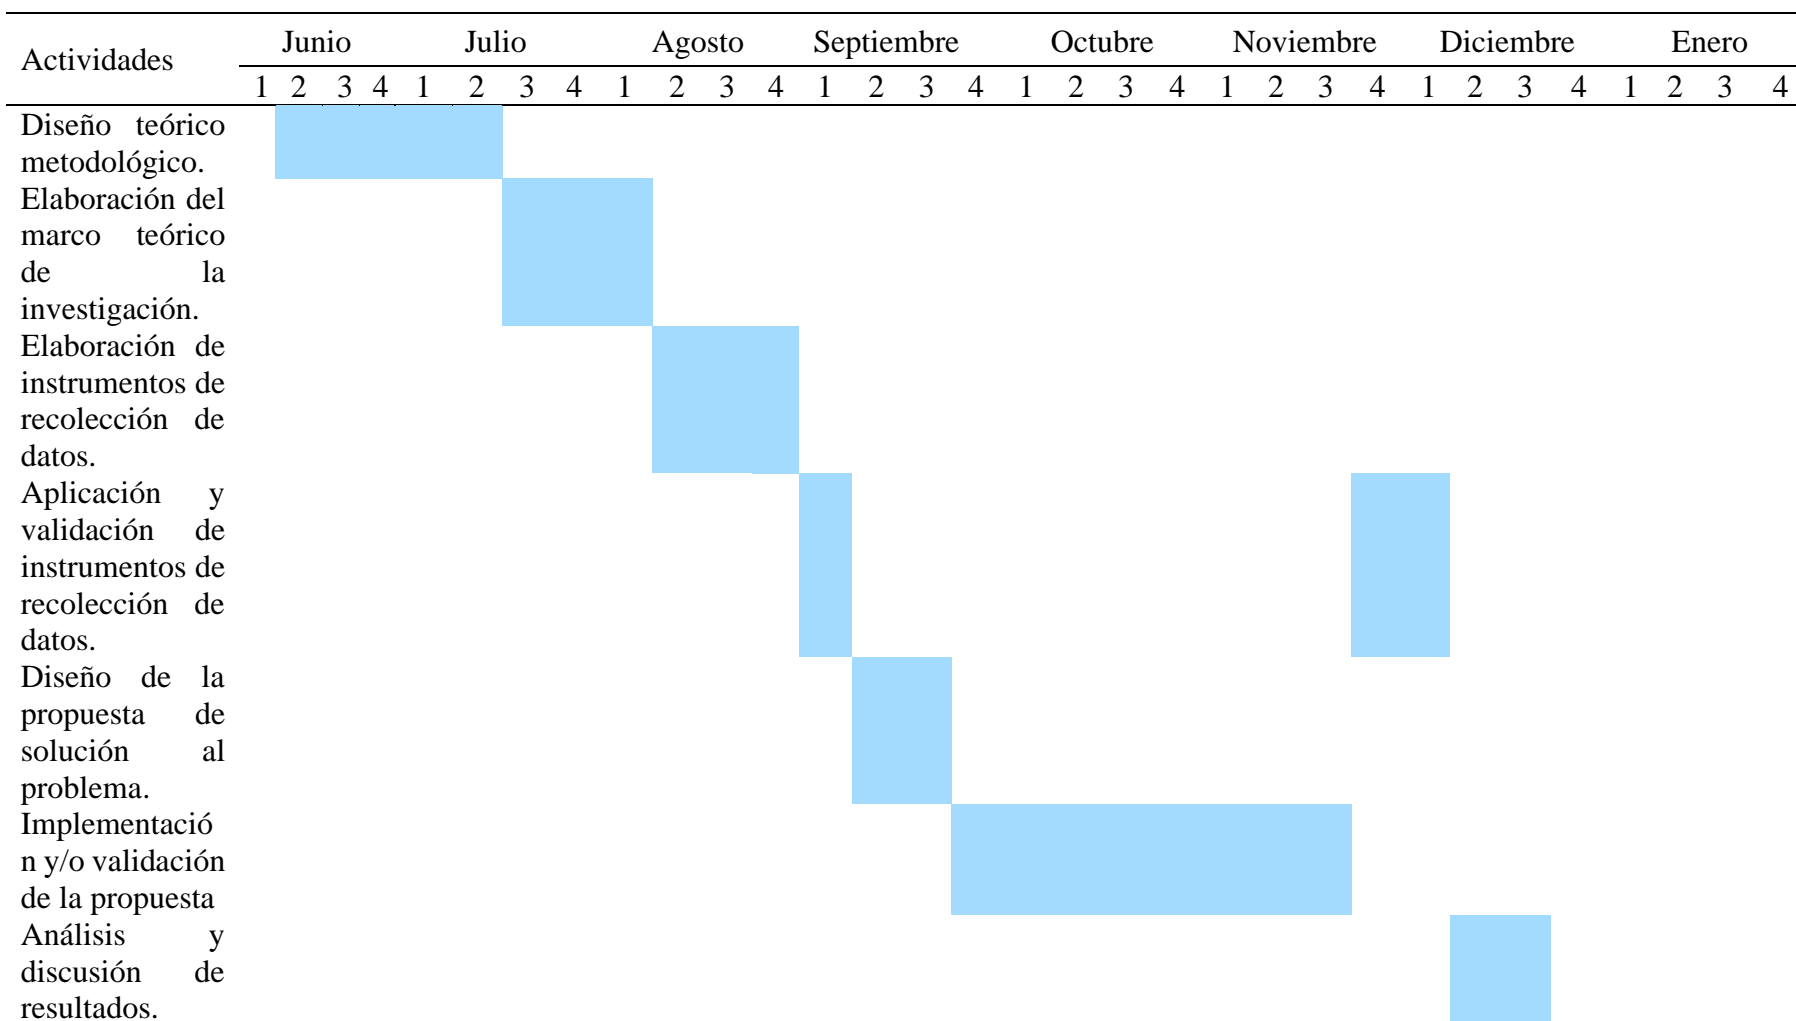 Actividades Junio Julio Agosto Septiembre Octubre Noviembre Diciembre Enero
1 2 3 4 1 2 3 4 1 2 3 4 1 2 3 4 1 2 3 4 1 2 3 4 1 2 3 4 1 2 3 4
Diseño teórico
metodológico.
Elaboración del
marco teórico
de la
investigación.
Elaboración de
instrumentos de
recolección de
datos.
Aplicación y
validación de
instrumentos de
recolección de
datos.
Diseño de la
propuesta de
solución al
problema.
Implementació
n y/o validación
de la propuesta
Análisis y
discusión de
resultados.